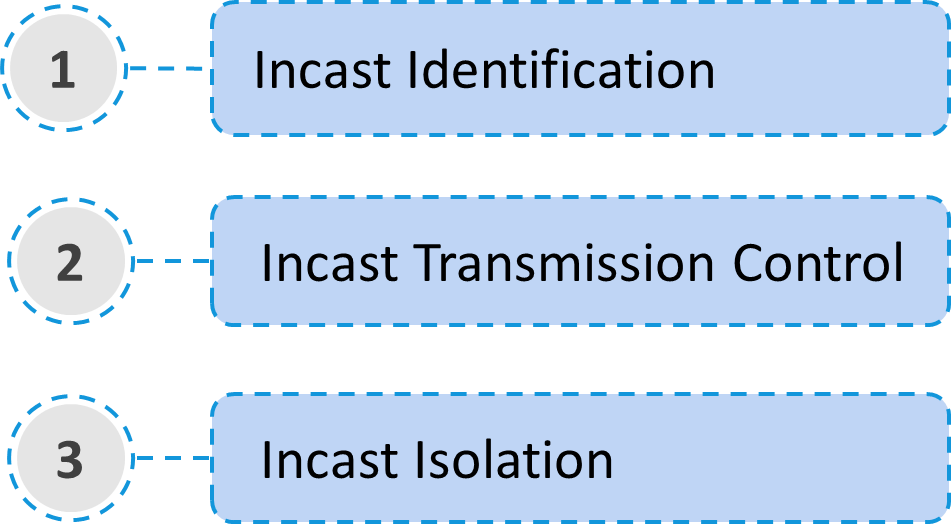 1 Incast Identification
2 Incast Transmission Control
3 Incast Isolation